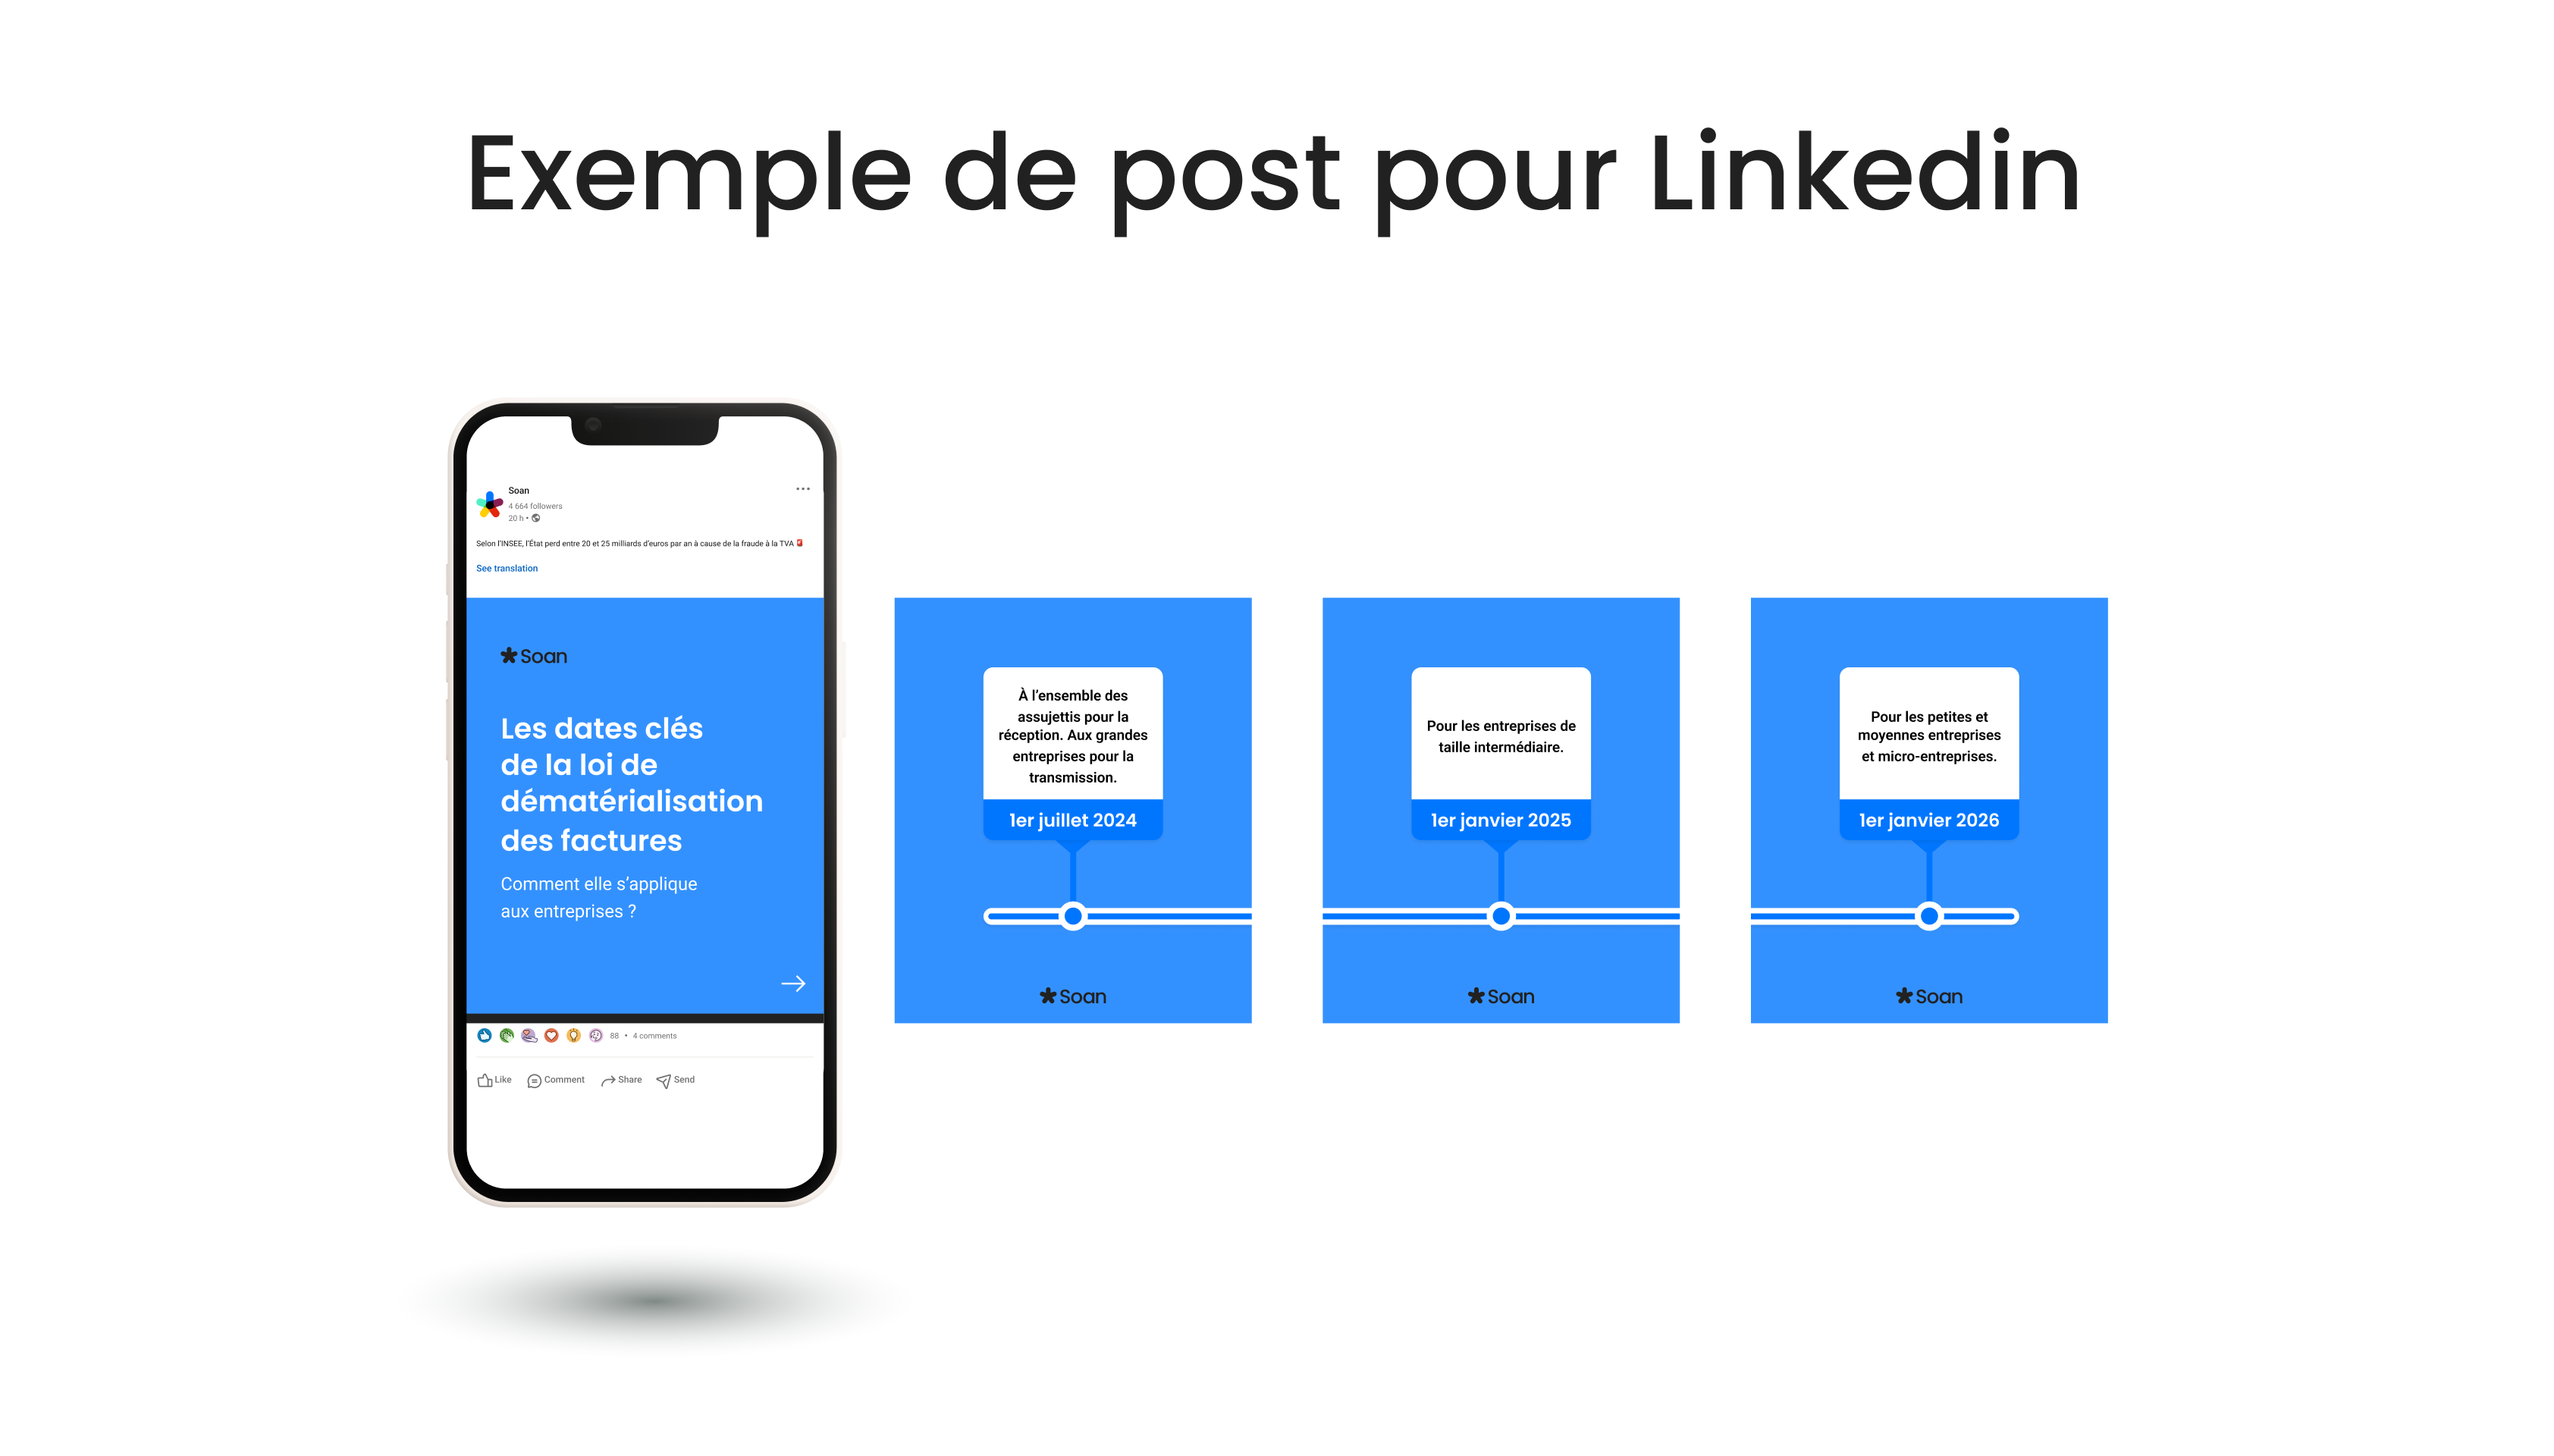 Exemple de post pour Linkedin
Soan
4 664 followers
20 h •
Selon l'INSEE, l'État perd entre 20 et 25 milliards d'euros par an à cause de la fraude à la TVA 🚨
See translation
Soan
Les dates clés
de la loi de
dématérialisation
des factures
Comment elle s'applique
aux entreprises ?
88 • 4 comments
Like Comment Share Send
À l'ensemble des
assujettis pour la
réception. Aux grandes
entreprises pour la
transmission.
1er juillet 2024
Soan
Pour les entreprises de
taille intermédiaire.
1er janvier 2025
Soan
Pour les petites et
moyennes entreprises
et micro-entreprises.
1er janvier 2026
Soan